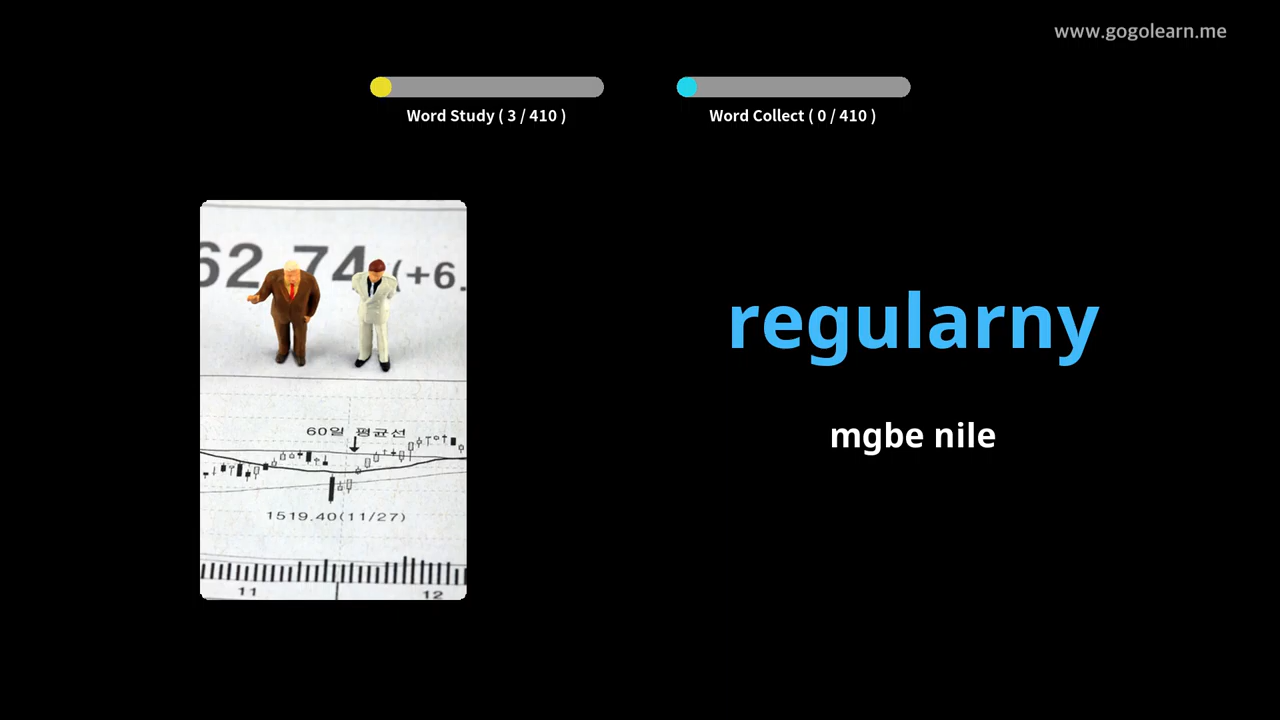 www.gogolearn.me
Word Study ( 3 / 410 )
Word Collect ( 0 / 410 )
62 74 (+6.
60일 평균선
1519.40(11/27)
11
12
regularny
mgbe nile